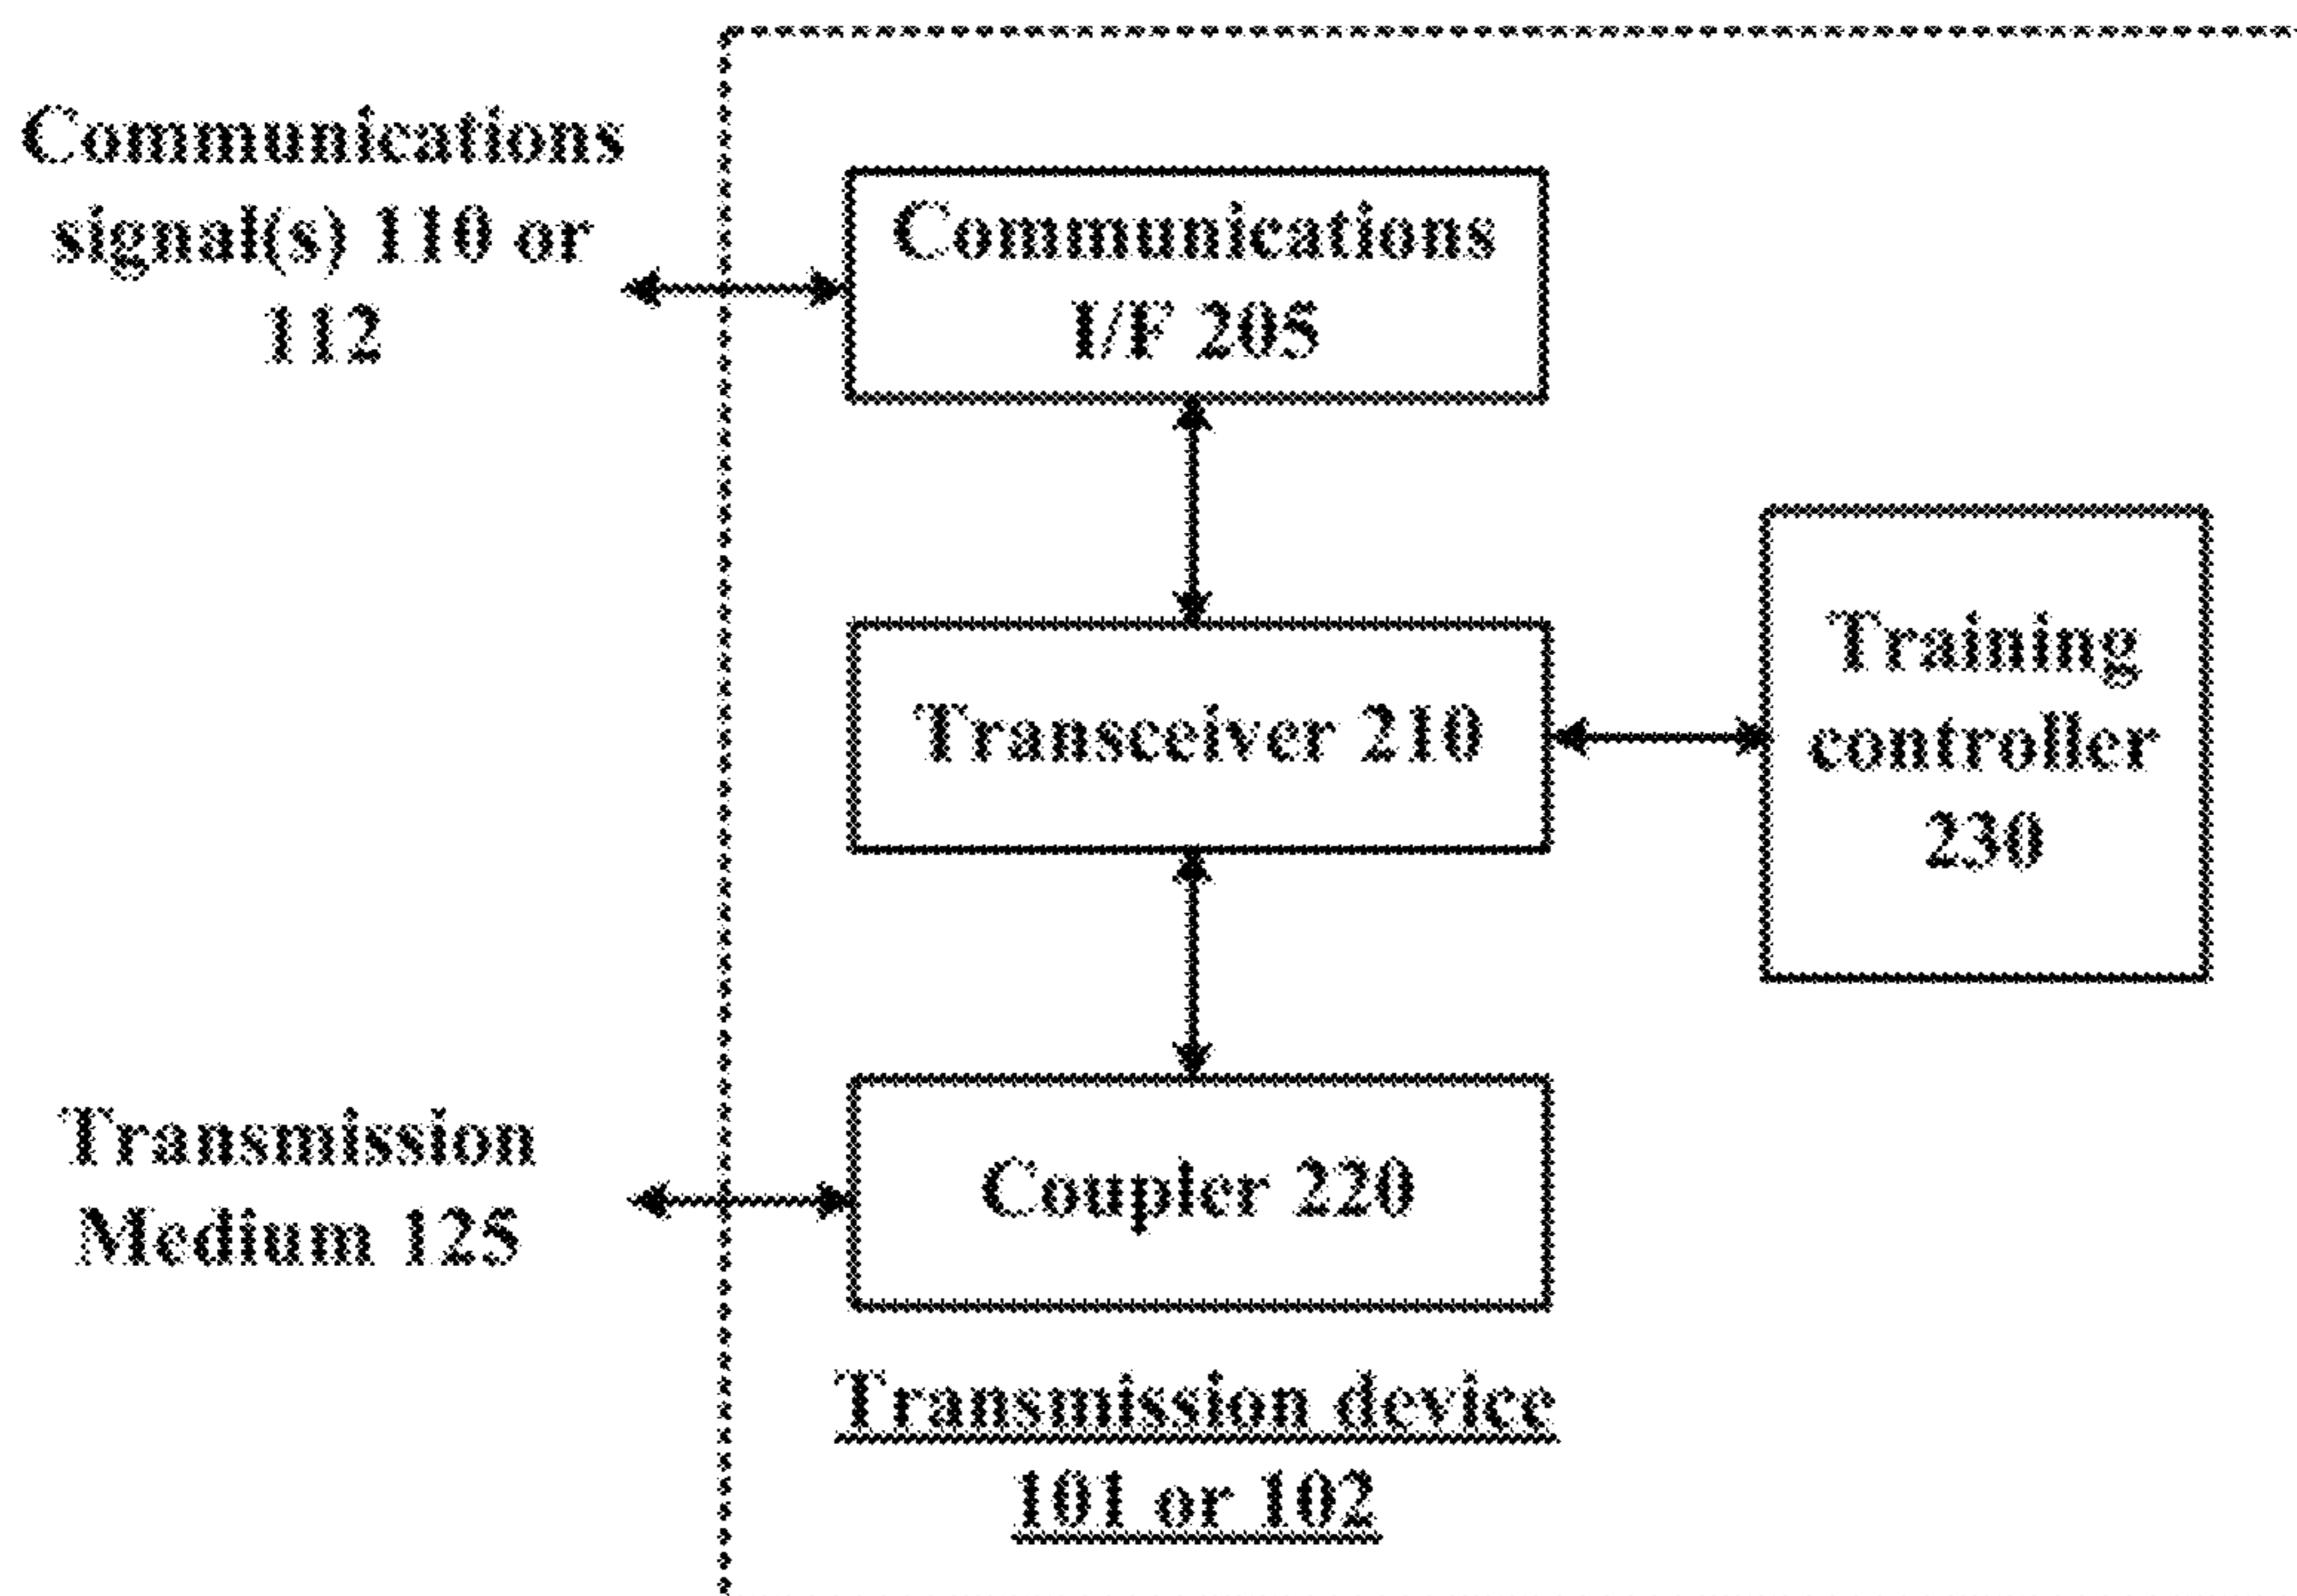 Communications
signal(s) 110 or
112
Communications
I/F 205
Transceiver 210
Training
controller
230
Transmission
Medium 125
Coupler 220
Transmission device
101 or 102